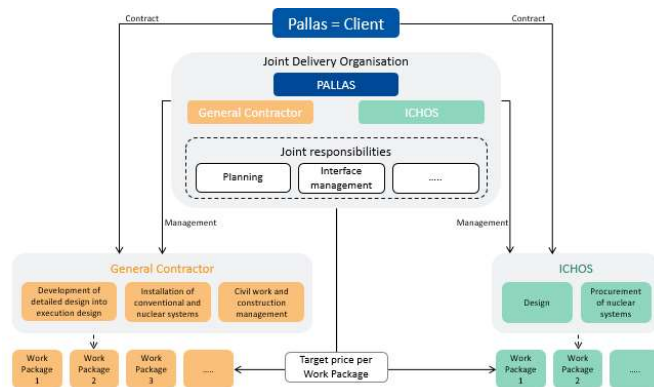 Pallas = Client
Contract
Contract
Joint Delivery Organisation
PALLAS
General Contractor
ICHOS
Joint responsibilities
Planning
Interface
management
.....
Management
Management
General Contractor
Development of
detailed design into
execution design
Installation of
conventional and
nuclear systems
Civil work and
construction
management
ICHOS
Design
Procurement
of nuclear
systems
Work
Package
1
Work
Package
2
Work
Package
3
.....
Target price per
Work Package
Work
Package
1
Work
Package
2
.....